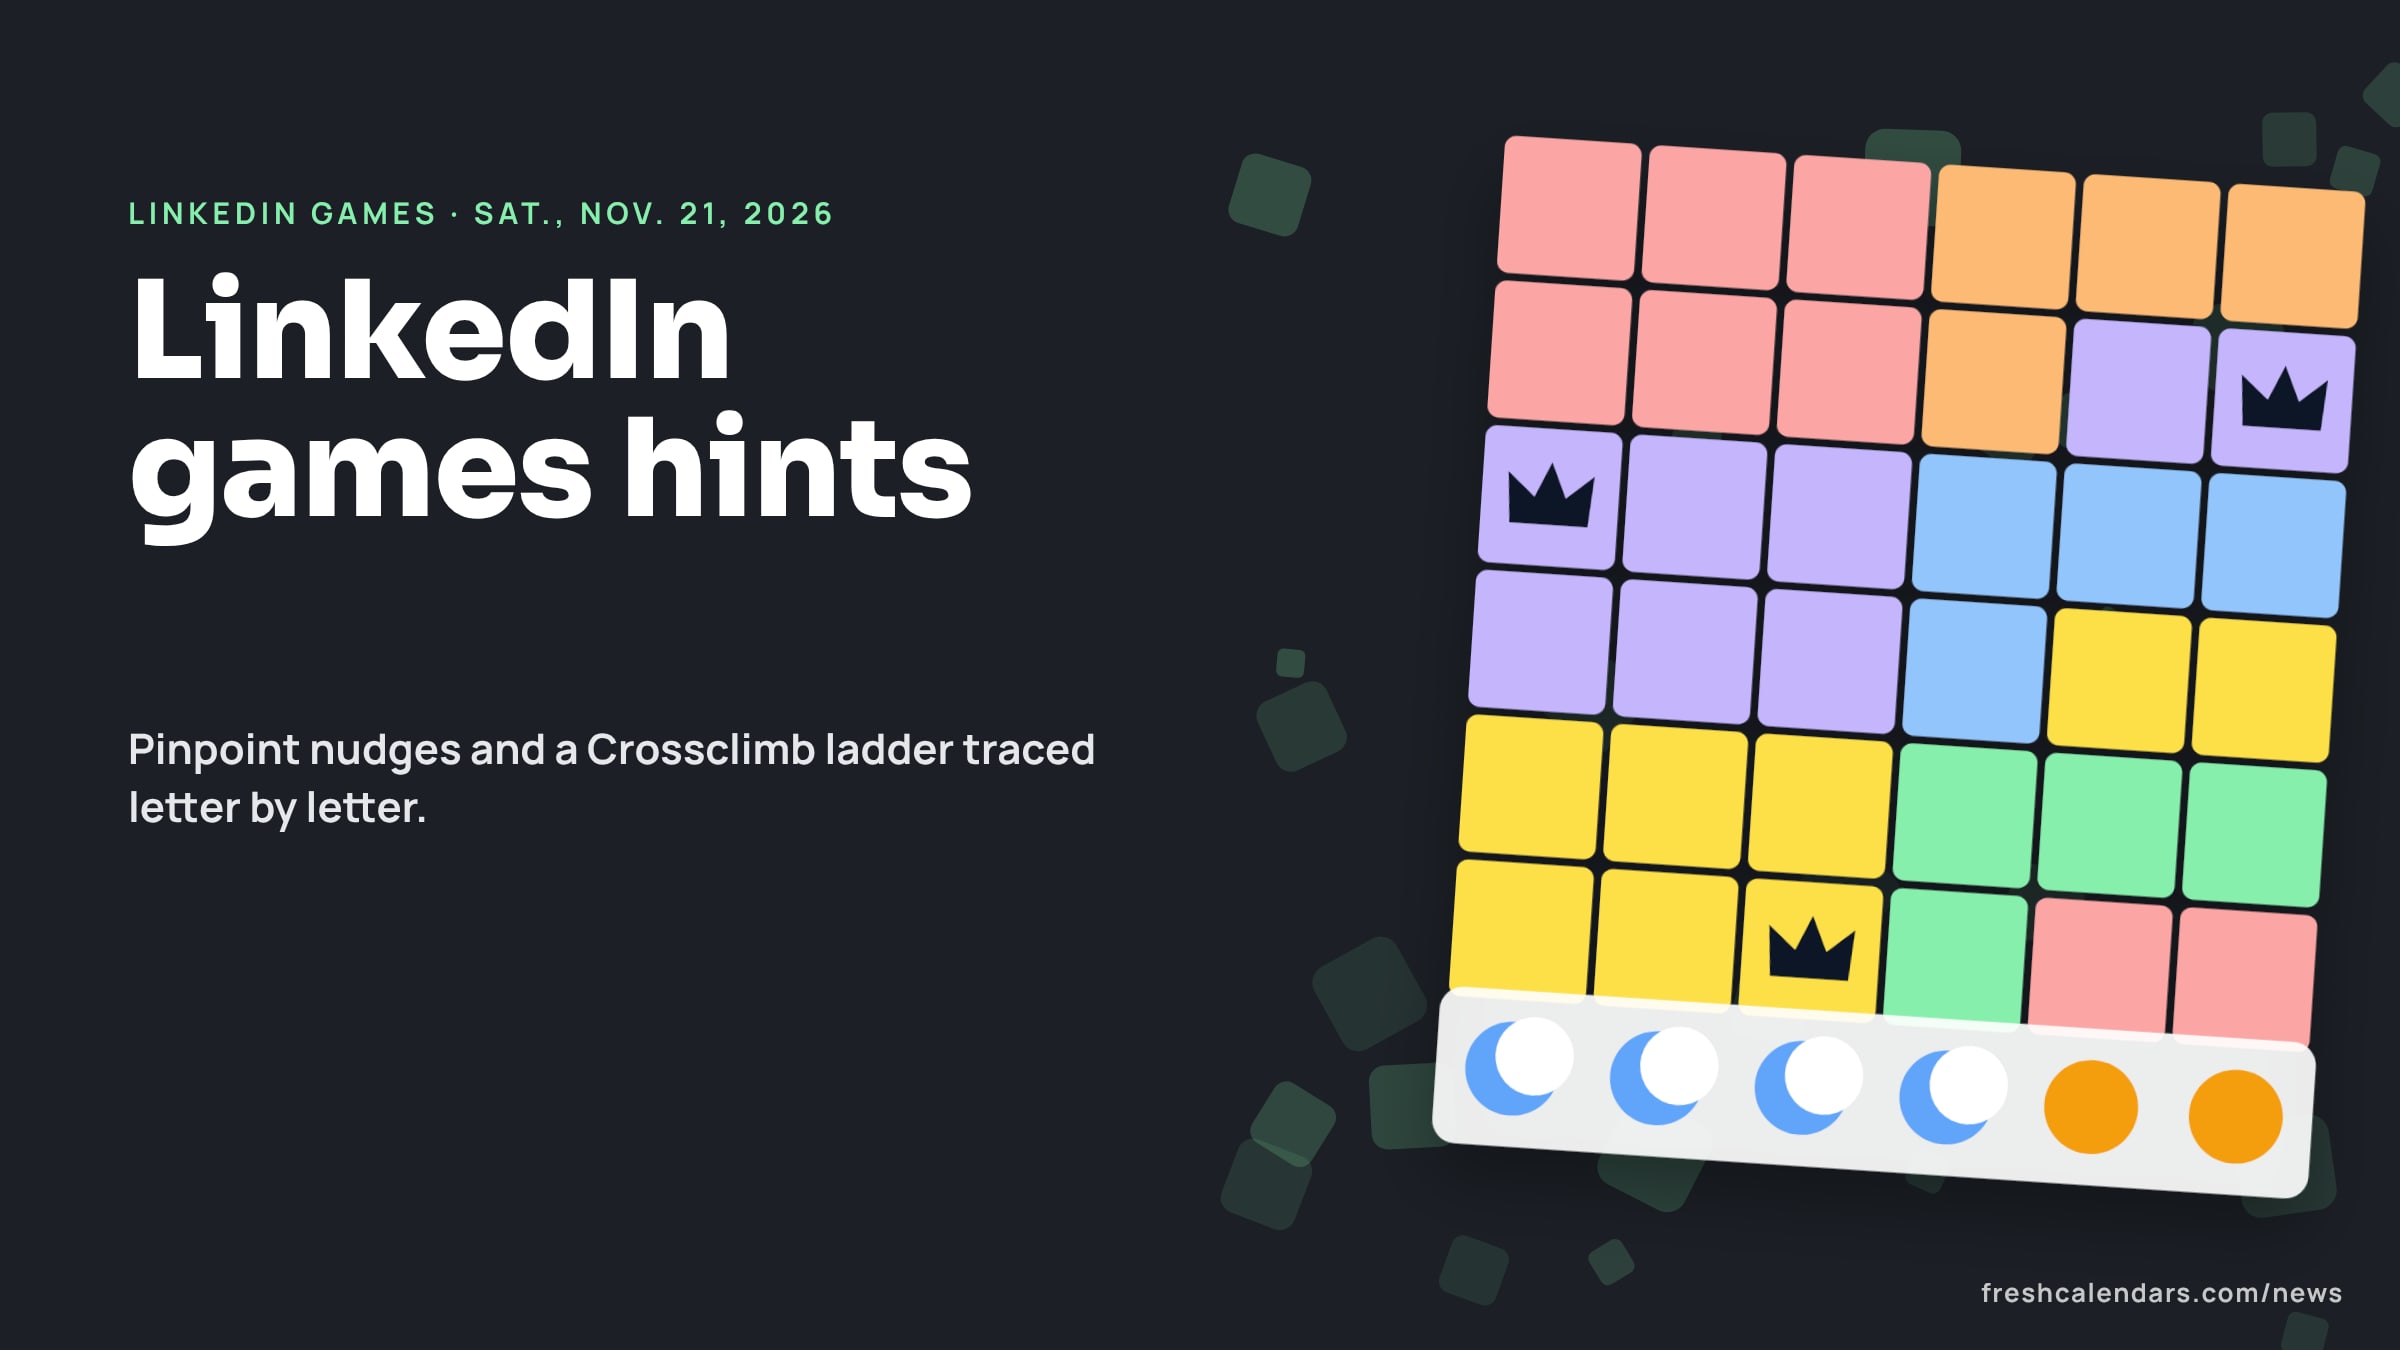 LINKEDIN GAMES · SAT., NOV. 21, 2026
LinkedIn
games hints
Pinpoint nudges and a Crossclimb ladder traced
letter by letter.
freshcalendars.com/news